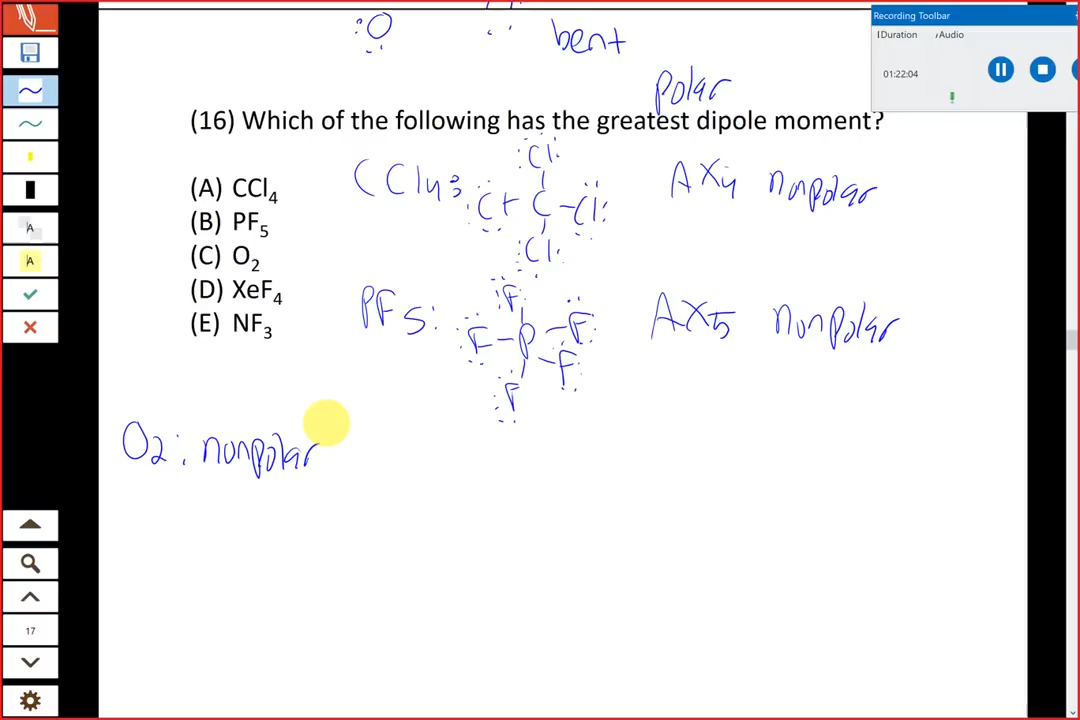 Recording Toolbar
Duration
Audio
01:22:04
:O
bent
polar
(16) Which of the following has the greatest dipole moment?
(A) CCl4
(B) PF5
(C) O2
(D) XeF4
(E) NF3
CCl4:
Cl
Cl C Cl
Cl
AX4 nonpolar
PF5:
F
F P F
F
F
AX5 nonpolar
O2: nonpolar
A
A
17